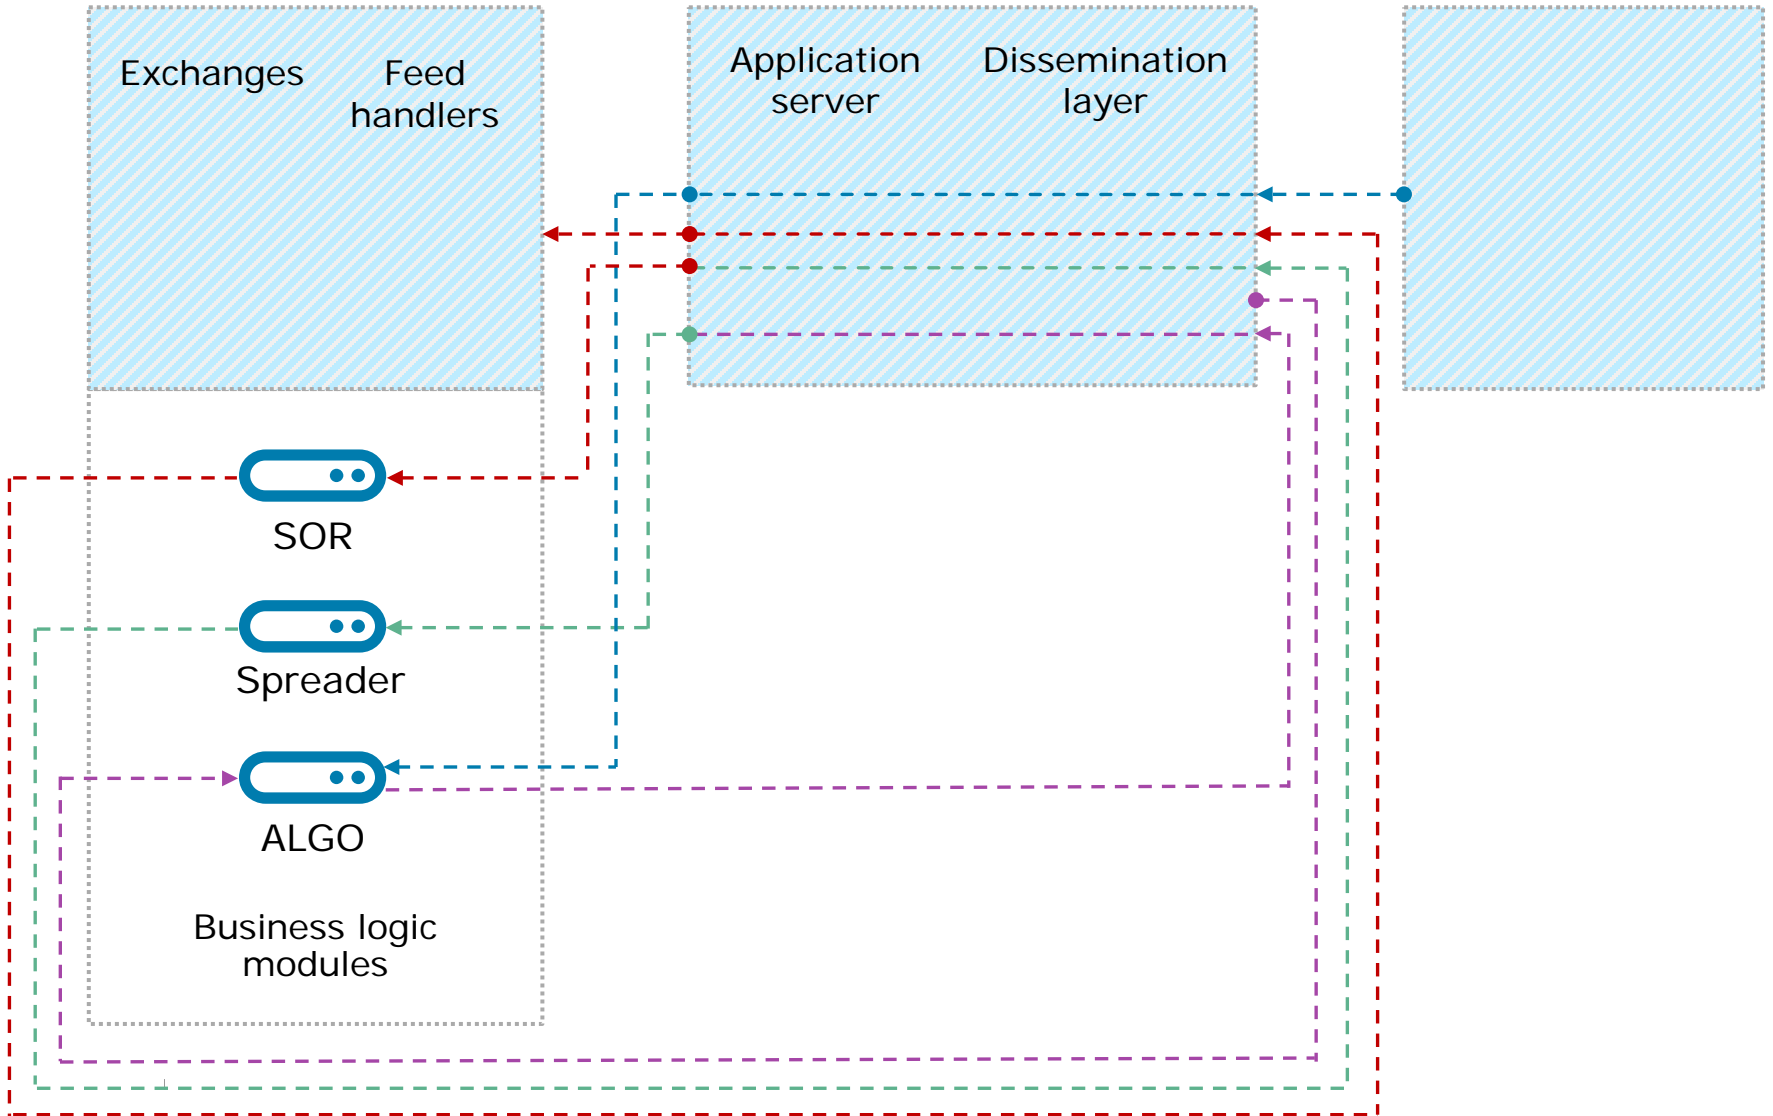 Exchanges
Feed
handlers
Application
server
Dissemination
layer
SOR
Spreader
ALGO
Business logic
modules